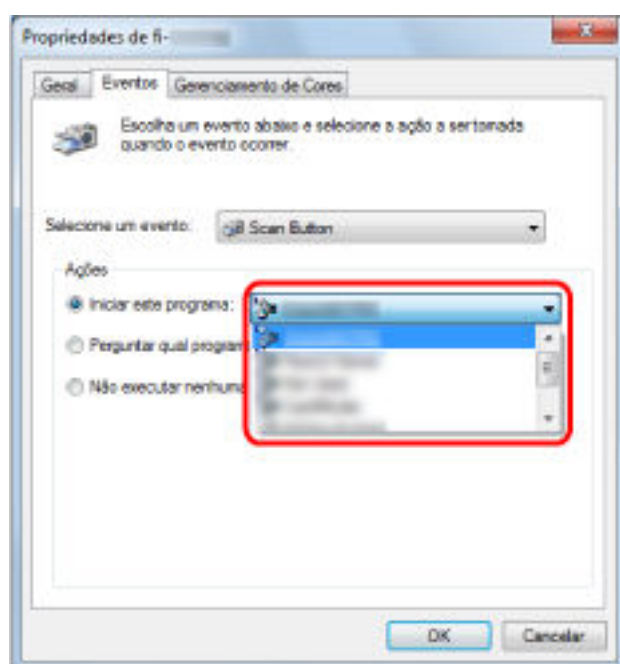 Propriedades de fi-
Geral Eventos Gerenciamento de Cores
Escolha um evento abaixo e selecione a ação a ser tomada
quando o evento ocorrer.
Selecione um evento: Scan Button
Ações
Iniciar este programa:
Perguntar qual program
Não executar nenhuma
OK Cancelar